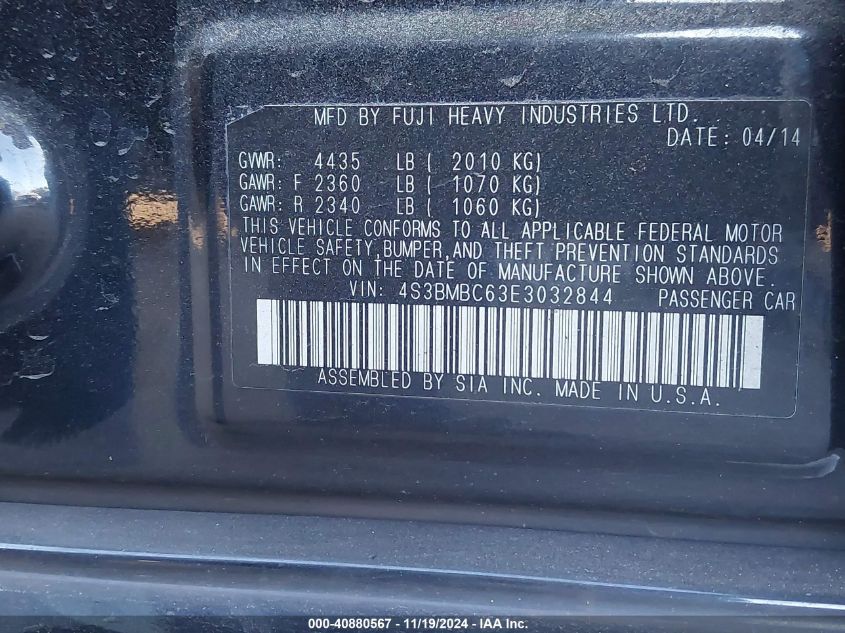 MFD BY FUJI HEAVY INDUSTRIES LTD.
DATE: 04/14
GVWR: 4435 LB ( 2010 KG)
GAWR: F 2360 LB ( 1070 KG)
GAWR: R 2340 LB ( 1060 KG)
THIS VEHICLE CONFORMS TO ALL APPLICABLE FEDERAL MOTOR
VEHICLE SAFETY,BUMPER,AND THEFT PREVENTION STANDARDS
IN EFFECT ON THE DATE OF MANUFACTURE SHOWN ABOVE.
VIN: 4S3BMBC63E3032844 PASSENGER CAR
ASSEMBLED BY SIA INC. MADE IN U.S.A.
000-40880567 - 11/19/2024 - IAA